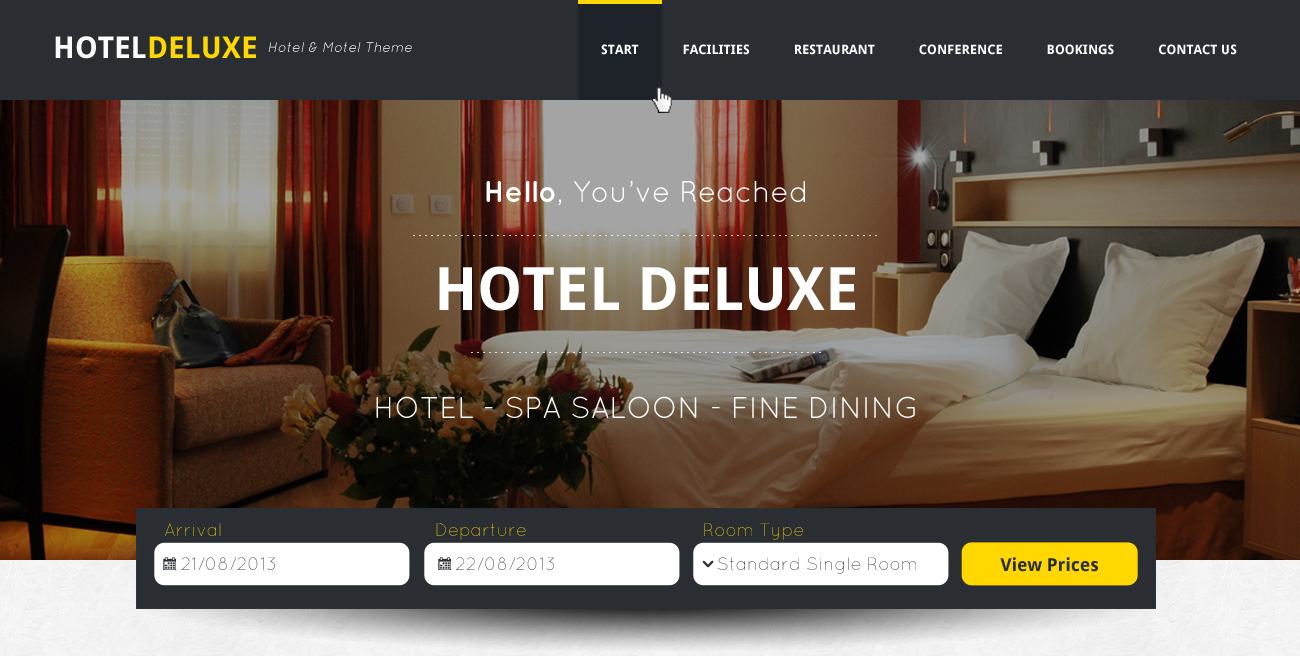 HOTELDELUXE Hotel & Motel Theme
START FACILITIES RESTAURANT CONFERENCE BOOKINGS CONTACT US
Hello, You've Reached
HOTEL DELUXE
HOTEL - SPA SALOON - FINE DINING
Arrival Departure Room Type
21/08/2013 22/08/2013 Standard Single Room View Prices